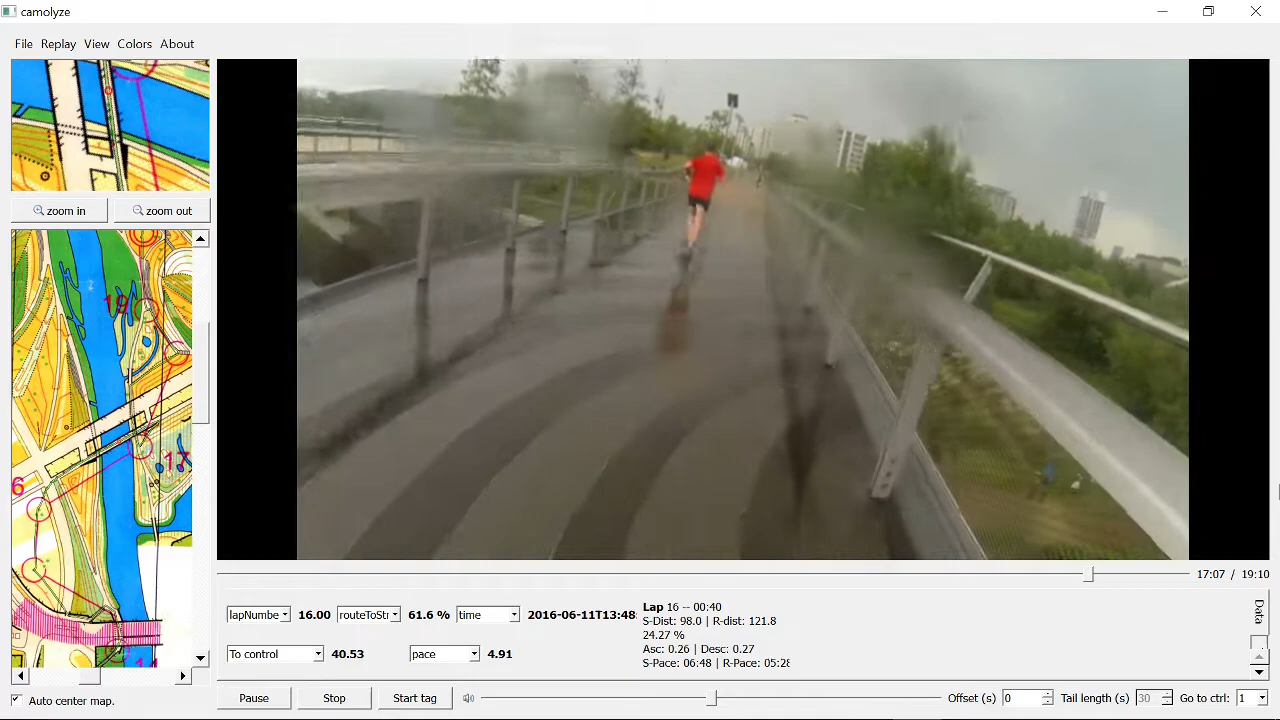 camolyze
File Replay View Colors About
zoom in zoom out
19
17
6
17:07 / 19:10
lapNumbe 16.00 routeToStr 61.6 % time 2016-06-11T13:48:
To control 40.53 pace 4.91
Lap 16 -- 00:40
S-Dist: 98.0 | R-dist: 121.8
24.27 %
Asc: 0.26 | Desc: 0.27
S-Pace: 06:48 | R-Pace: 05:28
Data
Auto center map.
Pause Stop Start tag Offset (s) 0 Tail length (s) 30 Go to ctrl: 1